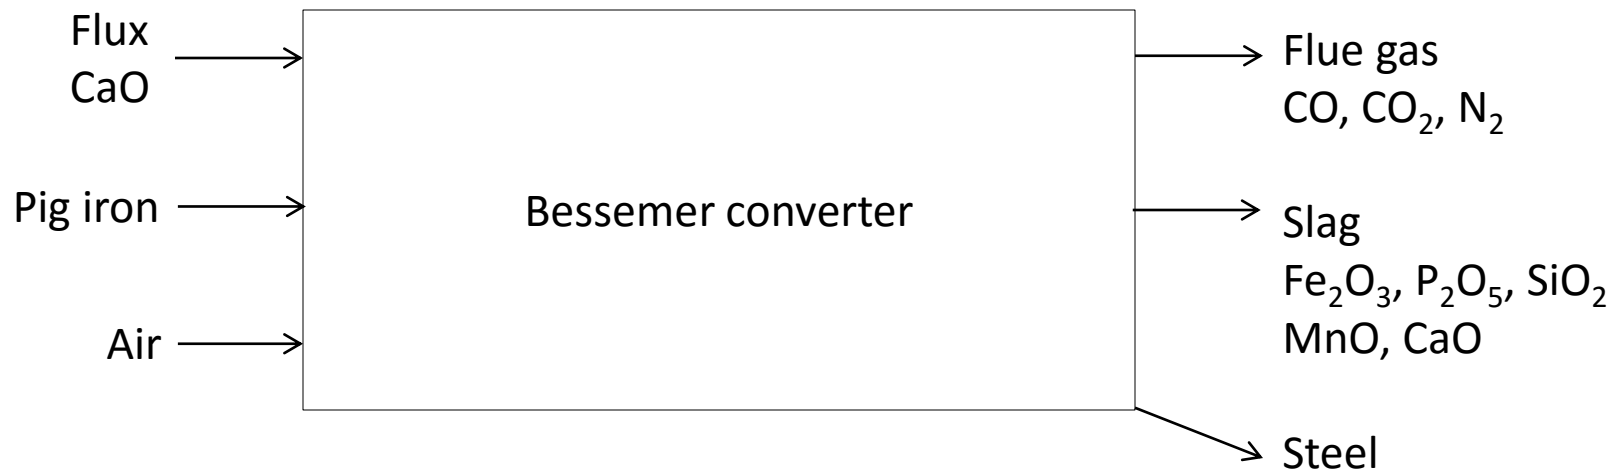 Flux
CaO
Pig iron
Air
Bessemer converter
Flue gas
CO, CO₂, N₂
Slag
Fe₂O₃, P₂O₅, SiO₂
MnO, CaO
Steel